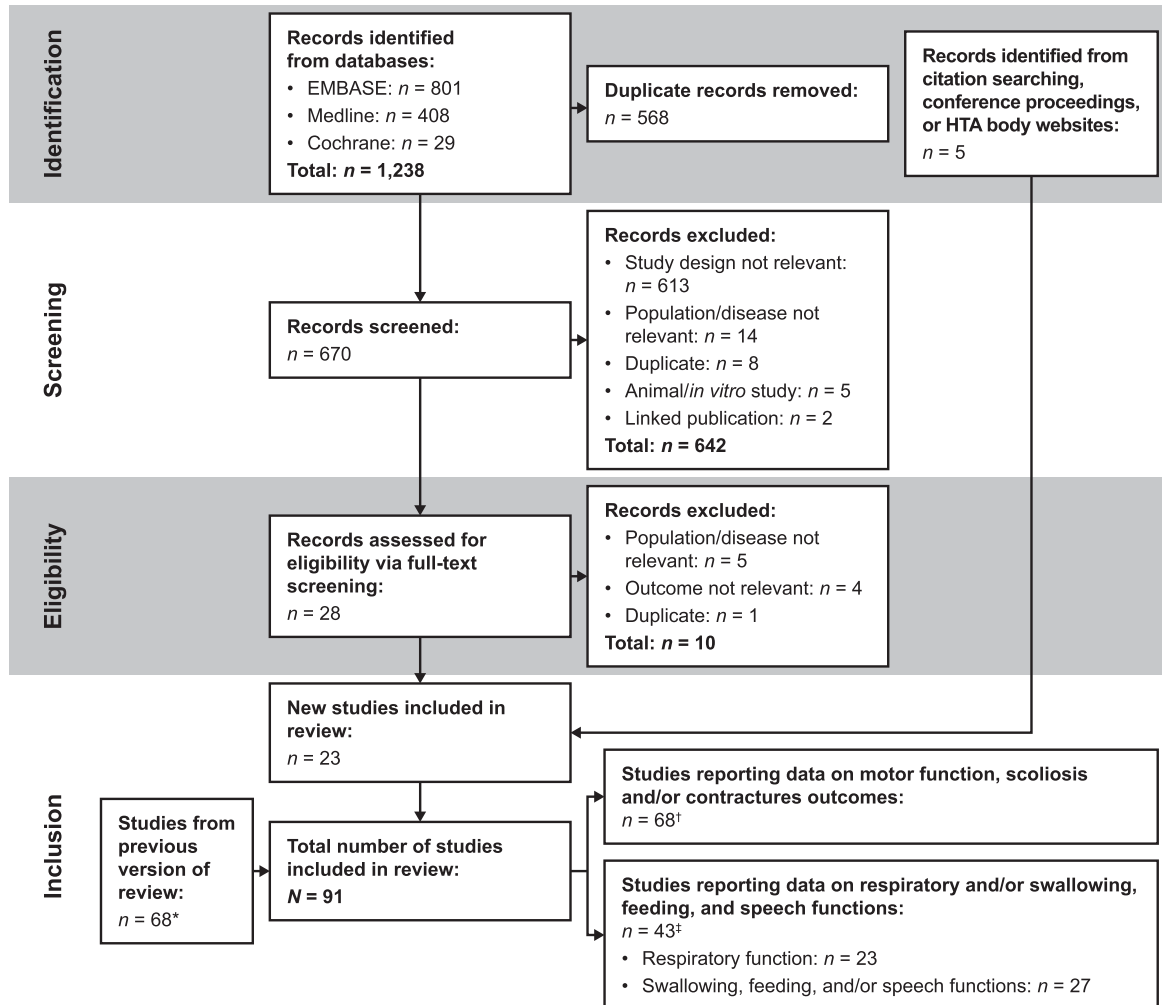 Identification
Records identified
from databases:
• EMBASE: n = 801
• Medline: n = 408
• Cochrane: n = 29
Total: n = 1,238
Duplicate records removed:
n = 568
Records identified from
citation searching,
conference proceedings,
or HTA body websites:
n = 5
Screening
Records screened:
n = 670
Records excluded:
• Study design not relevant:
n = 613
• Population/disease not
relevant: n = 14
• Duplicate: n = 8
• Animal/in vitro study: n = 5
• Linked publication: n = 2
Total: n = 642
Eligibility
Records assessed for
eligibility via full-text
screening:
n = 28
Records excluded:
• Population/disease not
relevant: n = 5
• Outcome not relevant: n = 4
• Duplicate: n = 1
Total: n = 10
Inclusion
New studies included in
review:
n = 23
Studies from
previous
version of
review:
n = 68*
Total number of studies
included in review:
N = 91
Studies reporting data on motor function, scoliosis
and/or contractures outcomes:
n = 68†
Studies reporting data on respiratory and/or swallowing,
feeding, and speech functions:
n = 43‡
• Respiratory function: n = 23
• Swallowing, feeding, and/or speech functions: n = 27